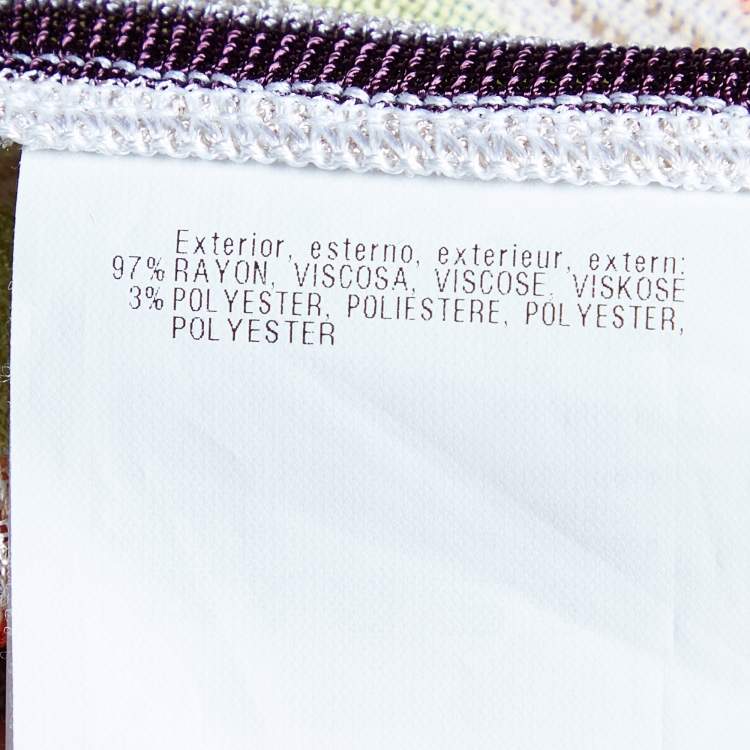 Exterior, esterno, exterieur, extern:
97% RAYON, VISCOSA, VISCOSE, VISKOSE
3% POLYESTER, POLIESTERE, POLYESTER,
POLYESTER